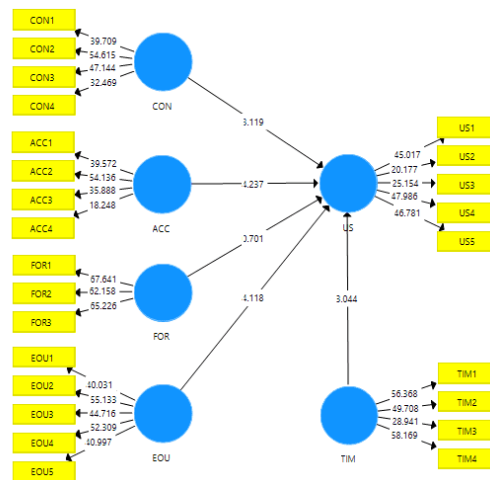 CON1
CON2
CON3
CON4
39.709
54.615
47.144
32.469
CON
3.119
ACC1
ACC2
ACC3
ACC4
39.572
54.136
35.888
18.248
ACC
4.237
US1
US2
US3
US4
US5
45.017
20.177
25.154
47.986
46.781
US
FOR1
FOR2
FOR3
67.641
62.158
65.226
FOR
0.701
EOU1
EOU2
EOU3
EOU4
EOU5
40.031
55.133
44.716
52.309
40.997
EOU
4.118
3.044
TIM1
TIM2
TIM3
TIM4
56.368
49.708
28.941
58.169
TIM